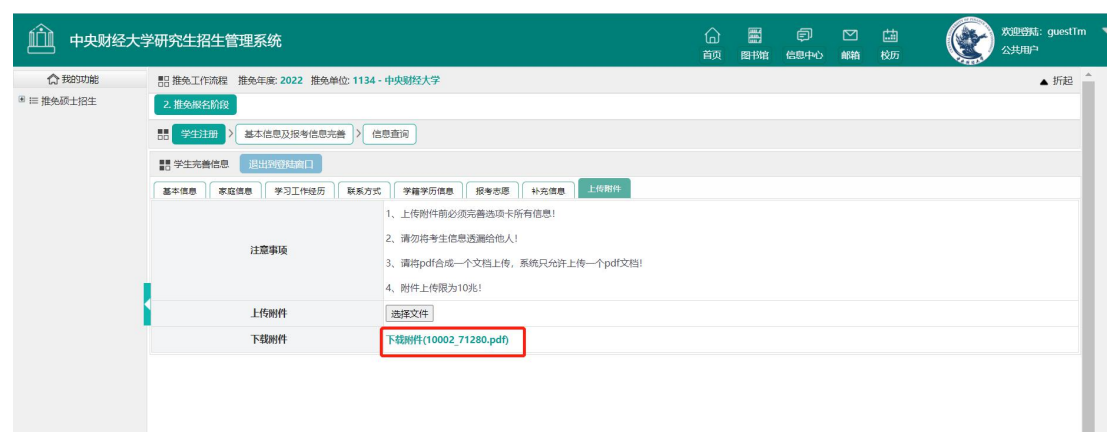 中央财经大学研究生招生管理系统
首页 图书馆 信息中心 邮箱 校历
欢迎登陆: guestTm
公共用户
我的功能
推免硕士招生
推免工作流程 推免年度: 2022 推免单位: 1134 - 中央财经大学
折起
2. 推免报名阶段
学生注册 > 基本信息及报考信息完善 > 信息查询
学生完善信息 退出到登陆窗口
基本信息 家庭信息 学习工作经历 联系方式 学籍学历信息 报考志愿 补充信息 上传附件
注意事项
1、上传附件前必须完善选项卡所有信息!
2、请勿将考生信息透漏给他人!
3、请将pdf合成一个文档上传, 系统只允许上传一个pdf文档!
4、附件上传限为10兆!
上传附件 选择文件
下载附件 下载附件(10002_71280.pdf)